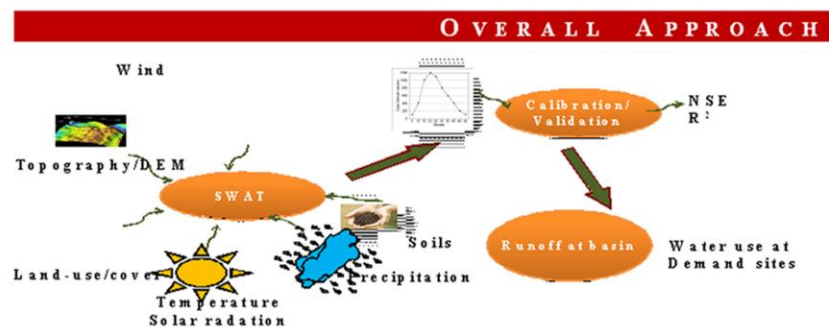 OVERALL APPROACH
Wind
Topography/DEM
SWAT
Soils
Land-use/cover
Precipitation
Temperature
Solar radation
Calibration/
Validation
NSE
R²
Runoff at basin
Water use at
Demand sites